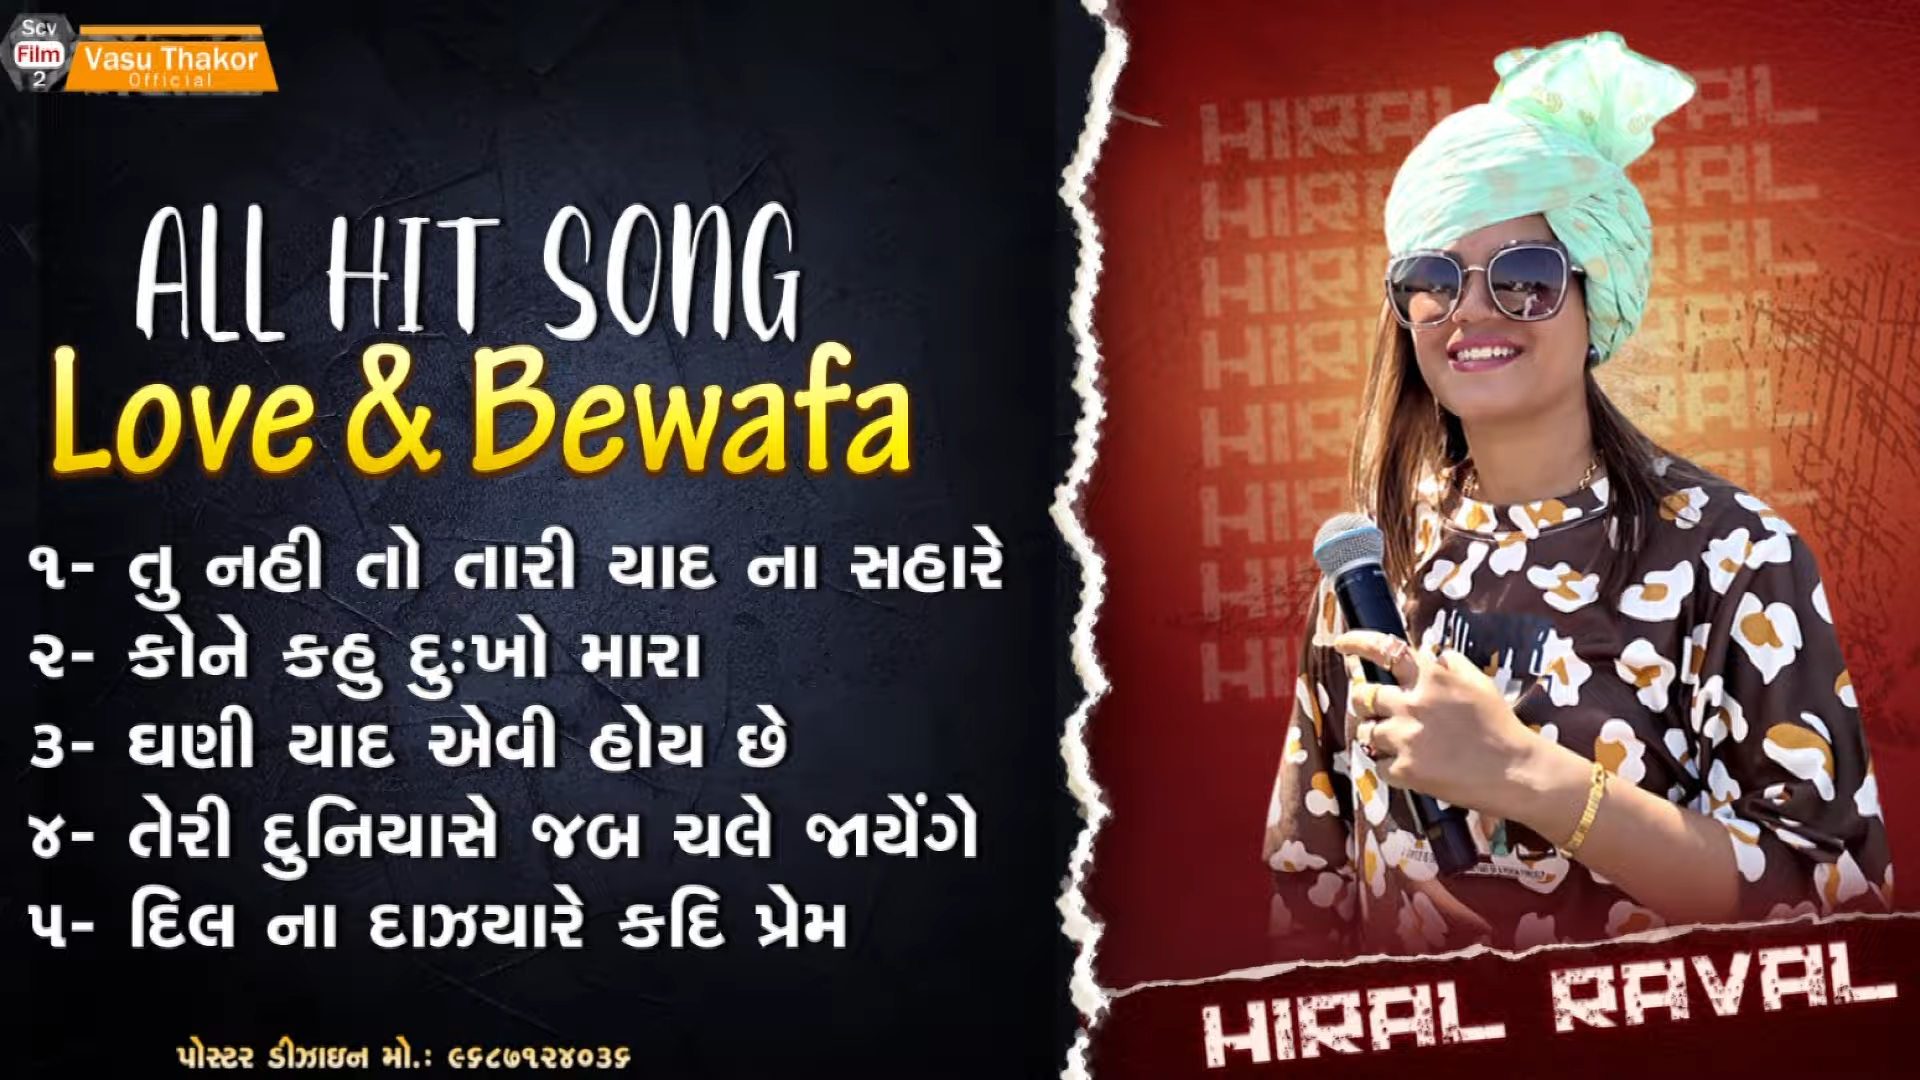 Scv
Film
2
Vasu Thakor
Official
ALL HIT SONG
Love & Bewafa
૧- તુ નહી તો તારી યાદ ના સહારે
૨- કોને કહુ દુઃખો મારા
૩- ઘણી યાદ એવી હોય છે
૪- તેરી દુનિયાસે જબ ચલે જાયેંગે
૫- દિલ ના દાઝયારે કદિ પ્રેમ
પોસ્ટર ડીઝાઇન મો.: ૯૬૮૭૧૨૪૦૩૬
HIRAL RAVAL